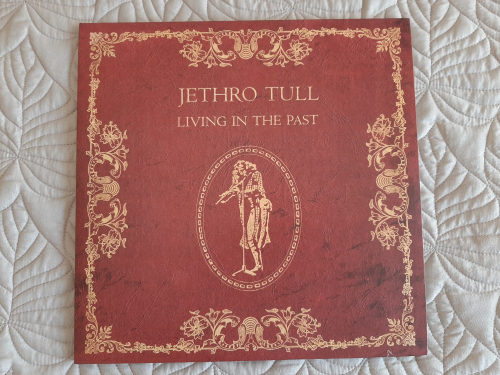 JETHRO TULL
LIVING IN THE PAST